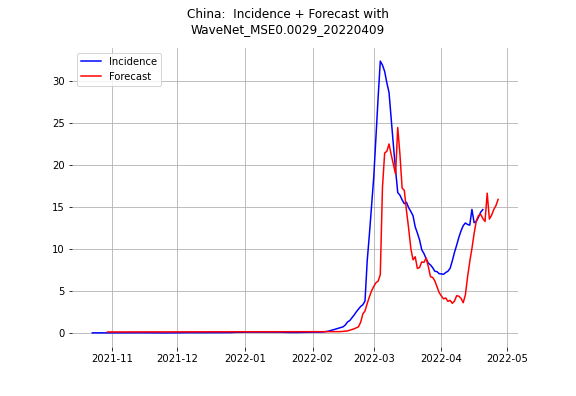 China:  Incidence + Forecast with
WaveNet_MSE0.0029_20220409
Incidence
Forecast
30
25
20
15
10
5
0
2021-11 2021-12 2022-01 2022-02 2022-03 2022-04 2022-05